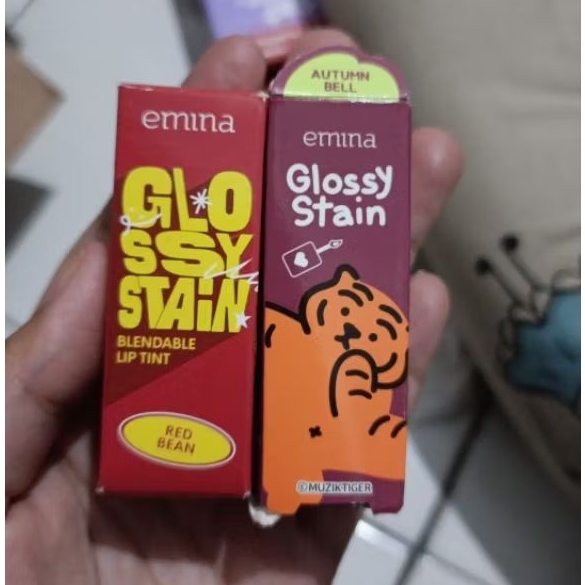 emina
GLO
SSY
STAIN
BLENDABLE
LIP TINT
RED
BEAN
AUTUMN
BELL
emina
Glossy
Stain
©MUZIKTIGER